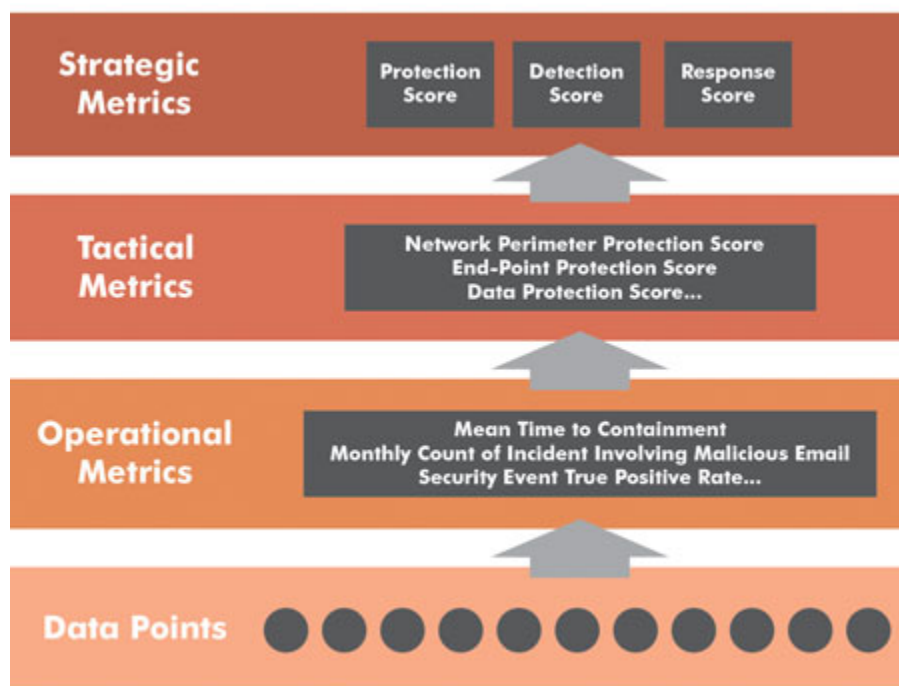 Strategic
Metrics
Protection
Score
Detection
Score
Response
Score
Tactical
Metrics
Network Perimeter Protection Score
End-Point Protection Score
Data Protection Score...
Operational
Metrics
Mean Time to Containment
Monthly Count of Incident Involving Malicious Email
Security Event True Positive Rate...
Data Points